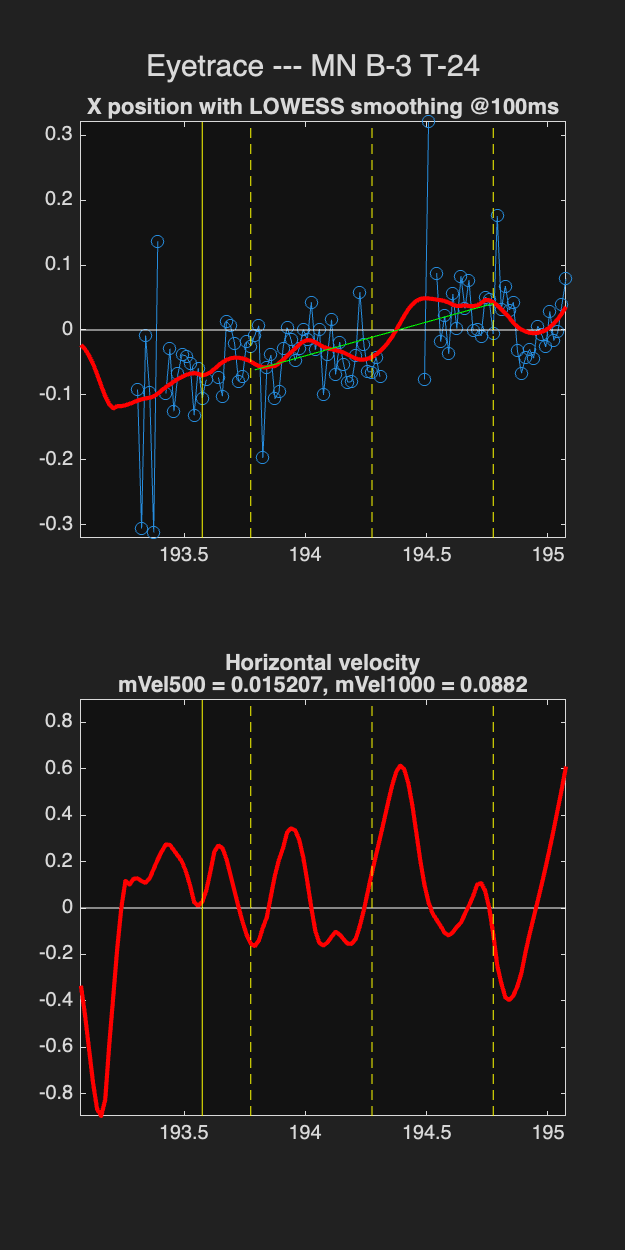 Eyetrace --- MN B-3 T-24
X position with LOWESS smoothing @100ms
0.3
0.2
0.1
0
-0.1
-0.2
-0.3
193.5 194 194.5 195
Horizontal velocity
mVel500 = 0.015207, mVel1000 = 0.0882
0.8
0.6
0.4
0.2
0
-0.2
-0.4
-0.6
-0.8
193.5 194 194.5 195